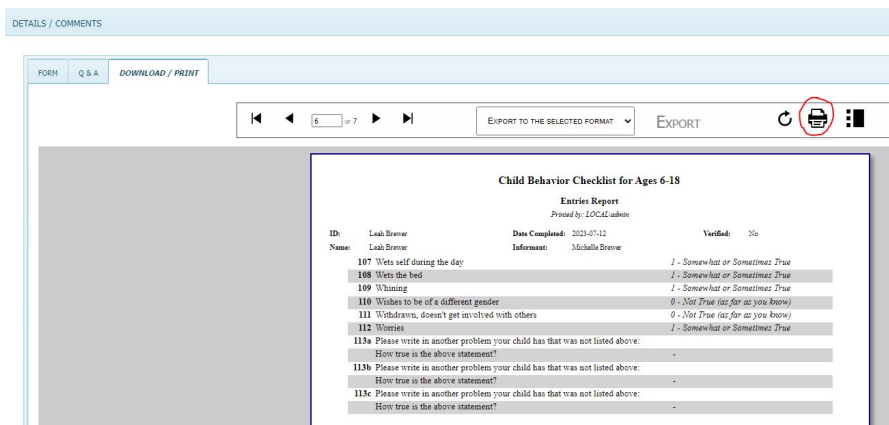 DETAILS / COMMENTS
FORM Q & A DOWNLOAD / PRINT
6 OF 7 EXPORT TO THE SELECTED FORMAT EXPORT
Child Behavior Checklist for Ages 6-18
Entries Report
Printed by: LOCAL\admin
ID: Leah Brewer Date Completed: 2023-07-12 Verified: No
Name: Leah Brewer Informant: Michelle Brewer
107 Wets self during the day 1 - Somewhat or Sometimes True
108 Wets the bed 1 - Somewhat or Sometimes True
109 Whining 1 - Somewhat or Sometimes True
110 Wishes to be of a different gender 0 - Not True (as far as you know)
111 Withdrawn, doesn't get involved with others 0 - Not True (as far as you know)
112 Worries 1 - Somewhat or Sometimes True
113a Please write in another problem your child has that was not listed above:
How true is the above statement? -
113b Please write in another problem your child has that was not listed above:
How true is the above statement? -
113c Please write in another problem your child has that was not listed above:
How true is the above statement? -